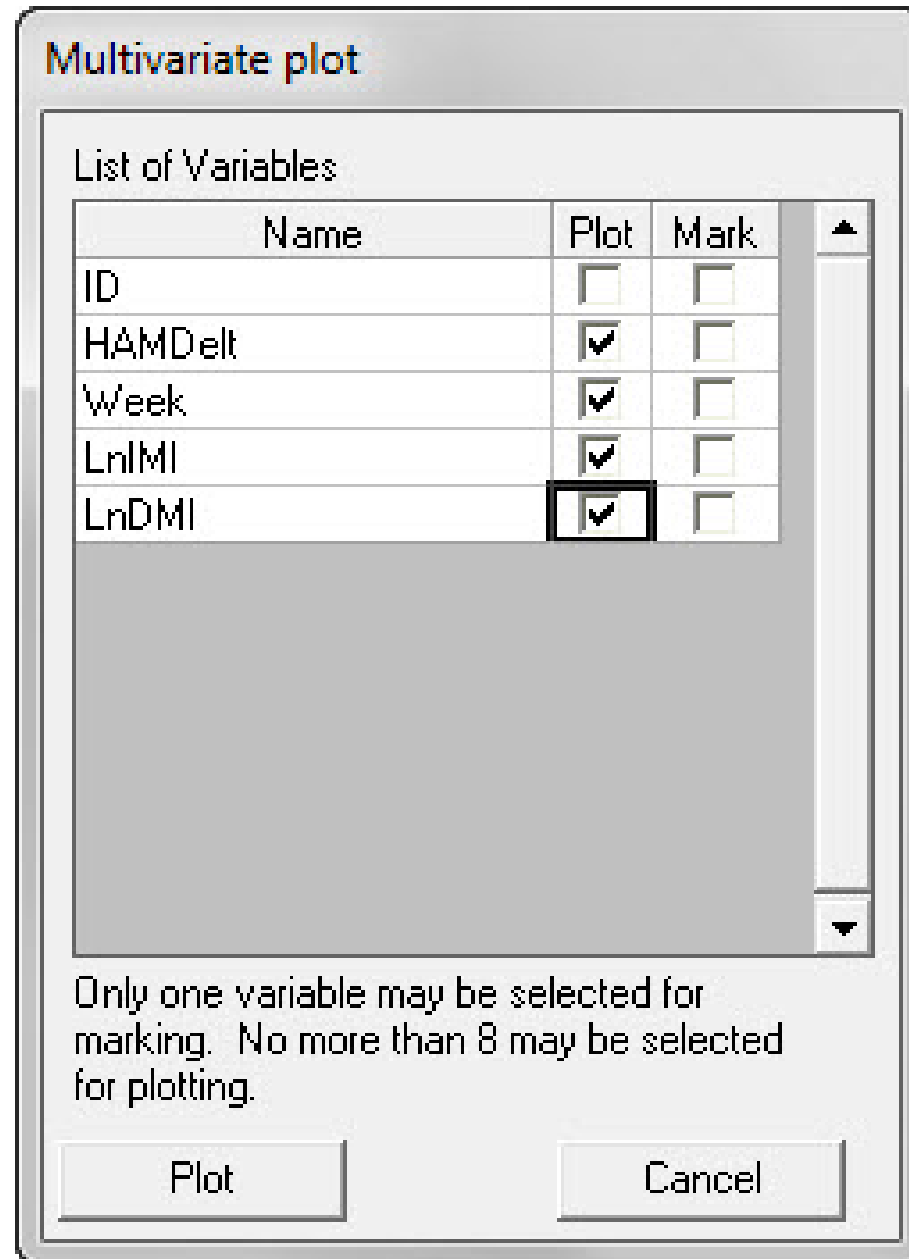 Multivariate plot
List of Variables
Name Plot Mark
ID
HAMDelt
Week
LnIMI
LnDMI
Only one variable may be selected for
marking. No more than 8 may be selected
for plotting.
Plot Cancel